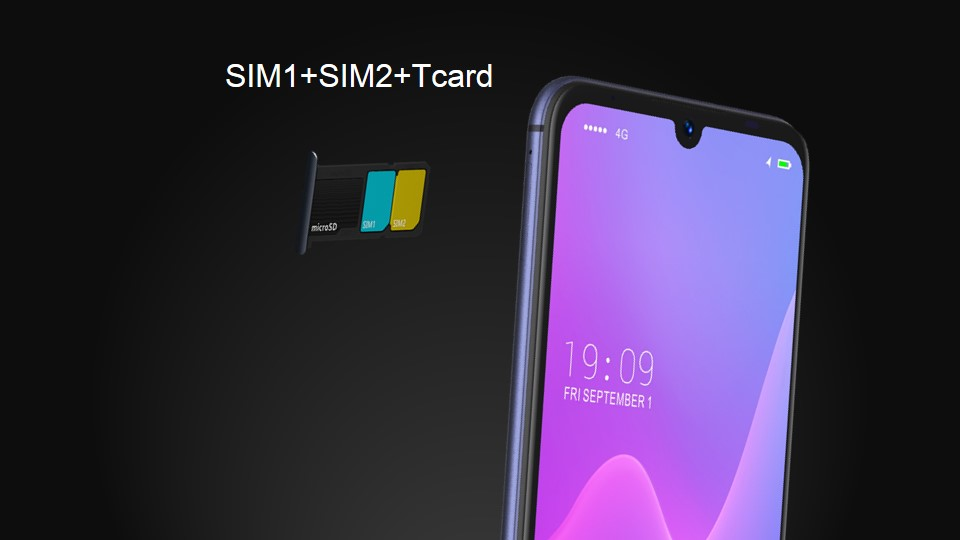 SIM1+SIM2+Tcard
4G
microSD
SIM1
SIM2
19:09
FRI SEPTEMBER 1